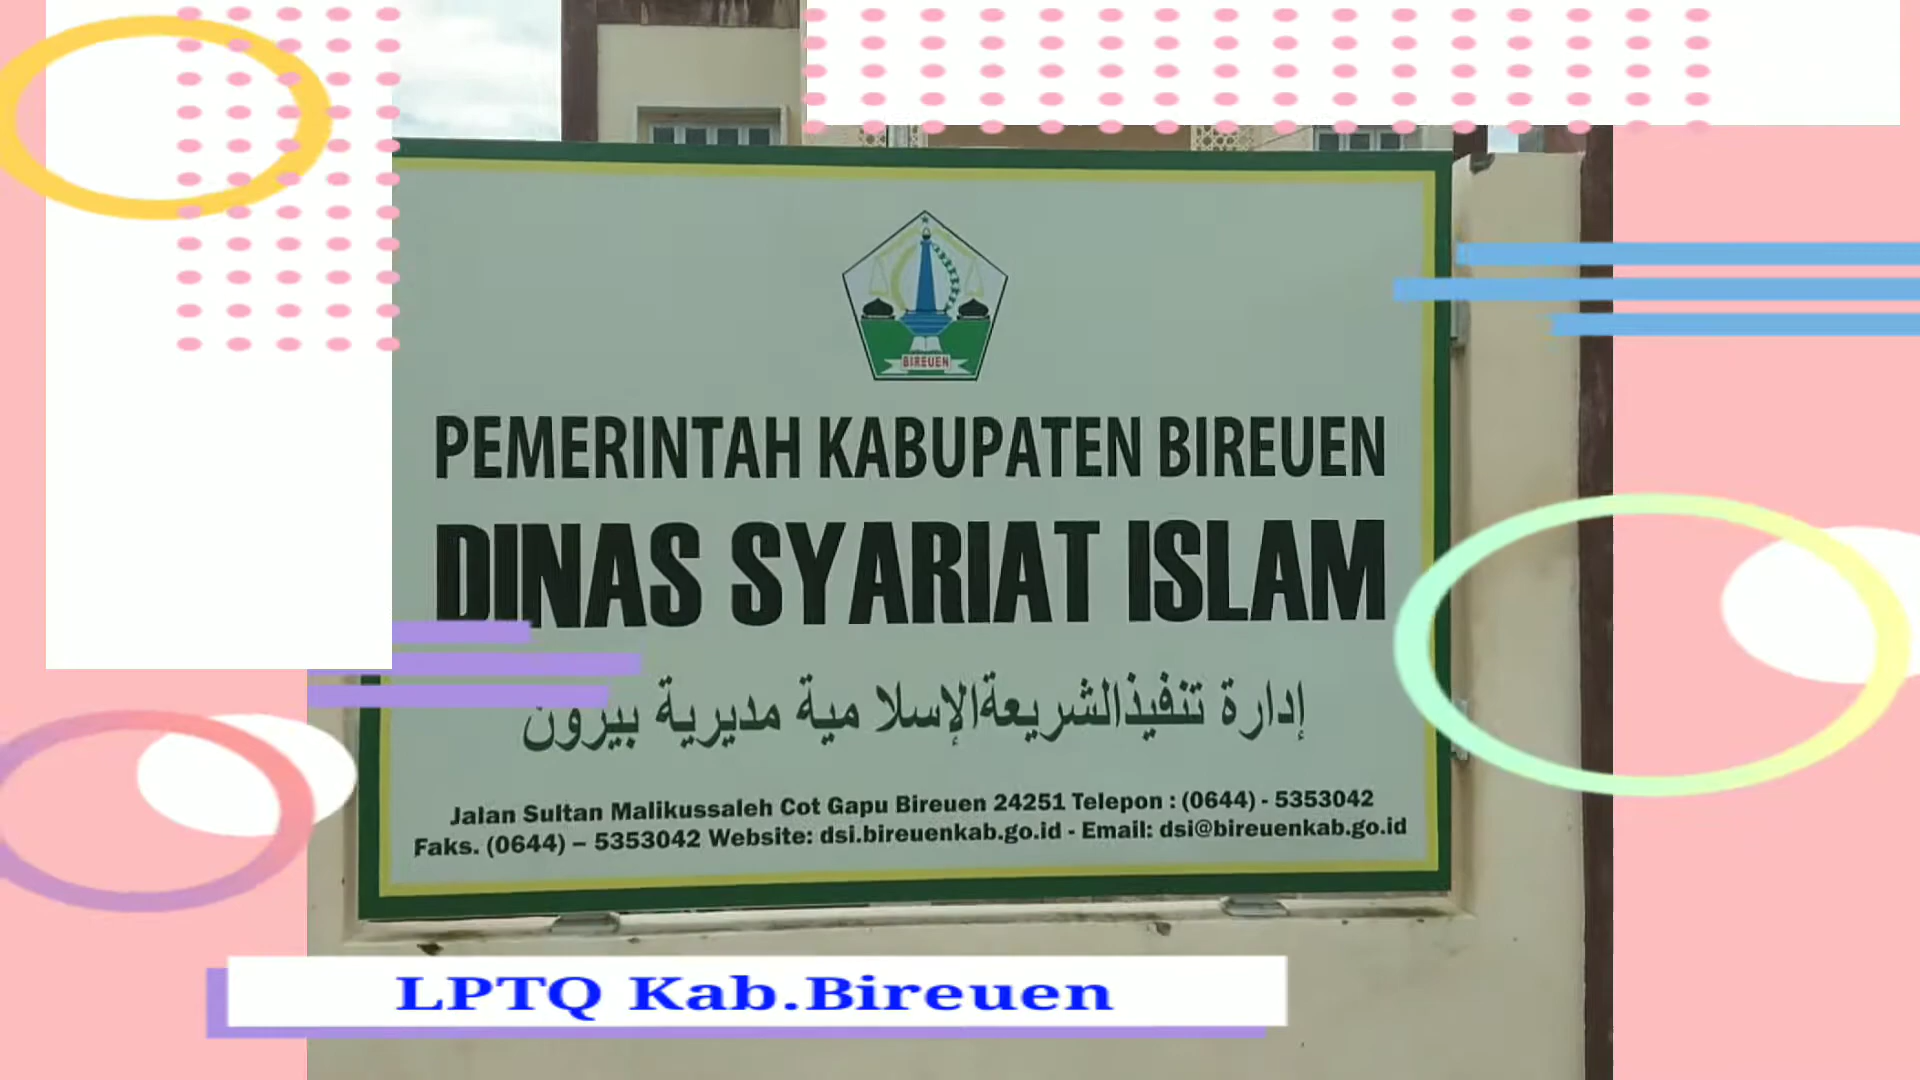 BIREUEN
PEMERINTAH KABUPATEN BIREUEN
DINAS SYARIAT ISLAM
إدارة تنفيذالشريعةالإسلا مية مديرية بيرون
Jalan Sultan Malikussaleh Cot Gapu Bireuen 24251 Telepon : (0644) - 5353042
Faks. (0644) – 5353042 Website: dsi.bireuenkab.go.id - Email: dsi@bireuenkab.go.id
LPTQ Kab.Bireuen